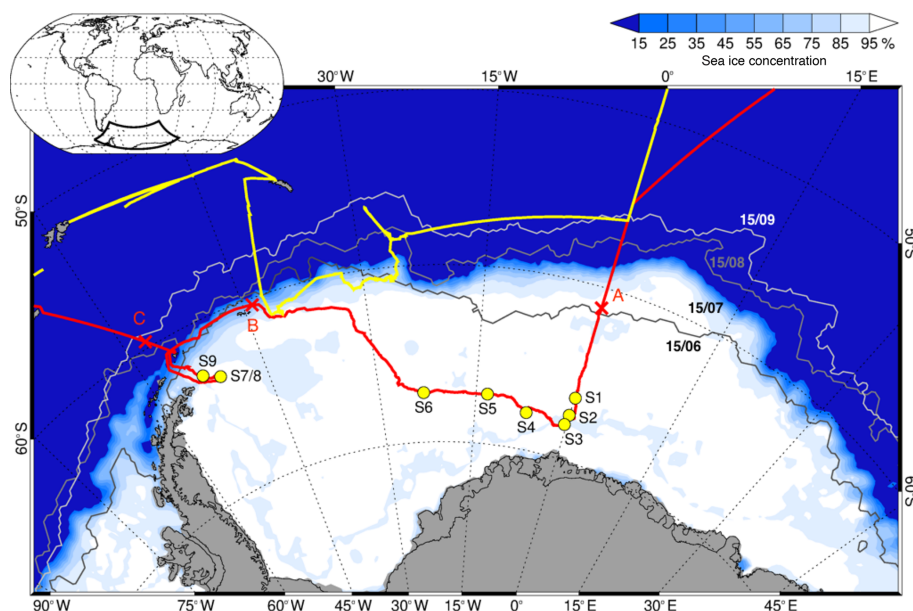 15 25 35 45 55 65 75 85 95 %
Sea ice concentration
30°W 15°W 0° 15°E
50°S
50°S
15/09
15/08
15/07
15/06
A
B
C
S9
S7/8
S6
S5
S4
S1
S2
S3
60°S
60°S
90°W 75°W 60°W 45°W 30°W 15°W 0° 15°E 30°E 45°E